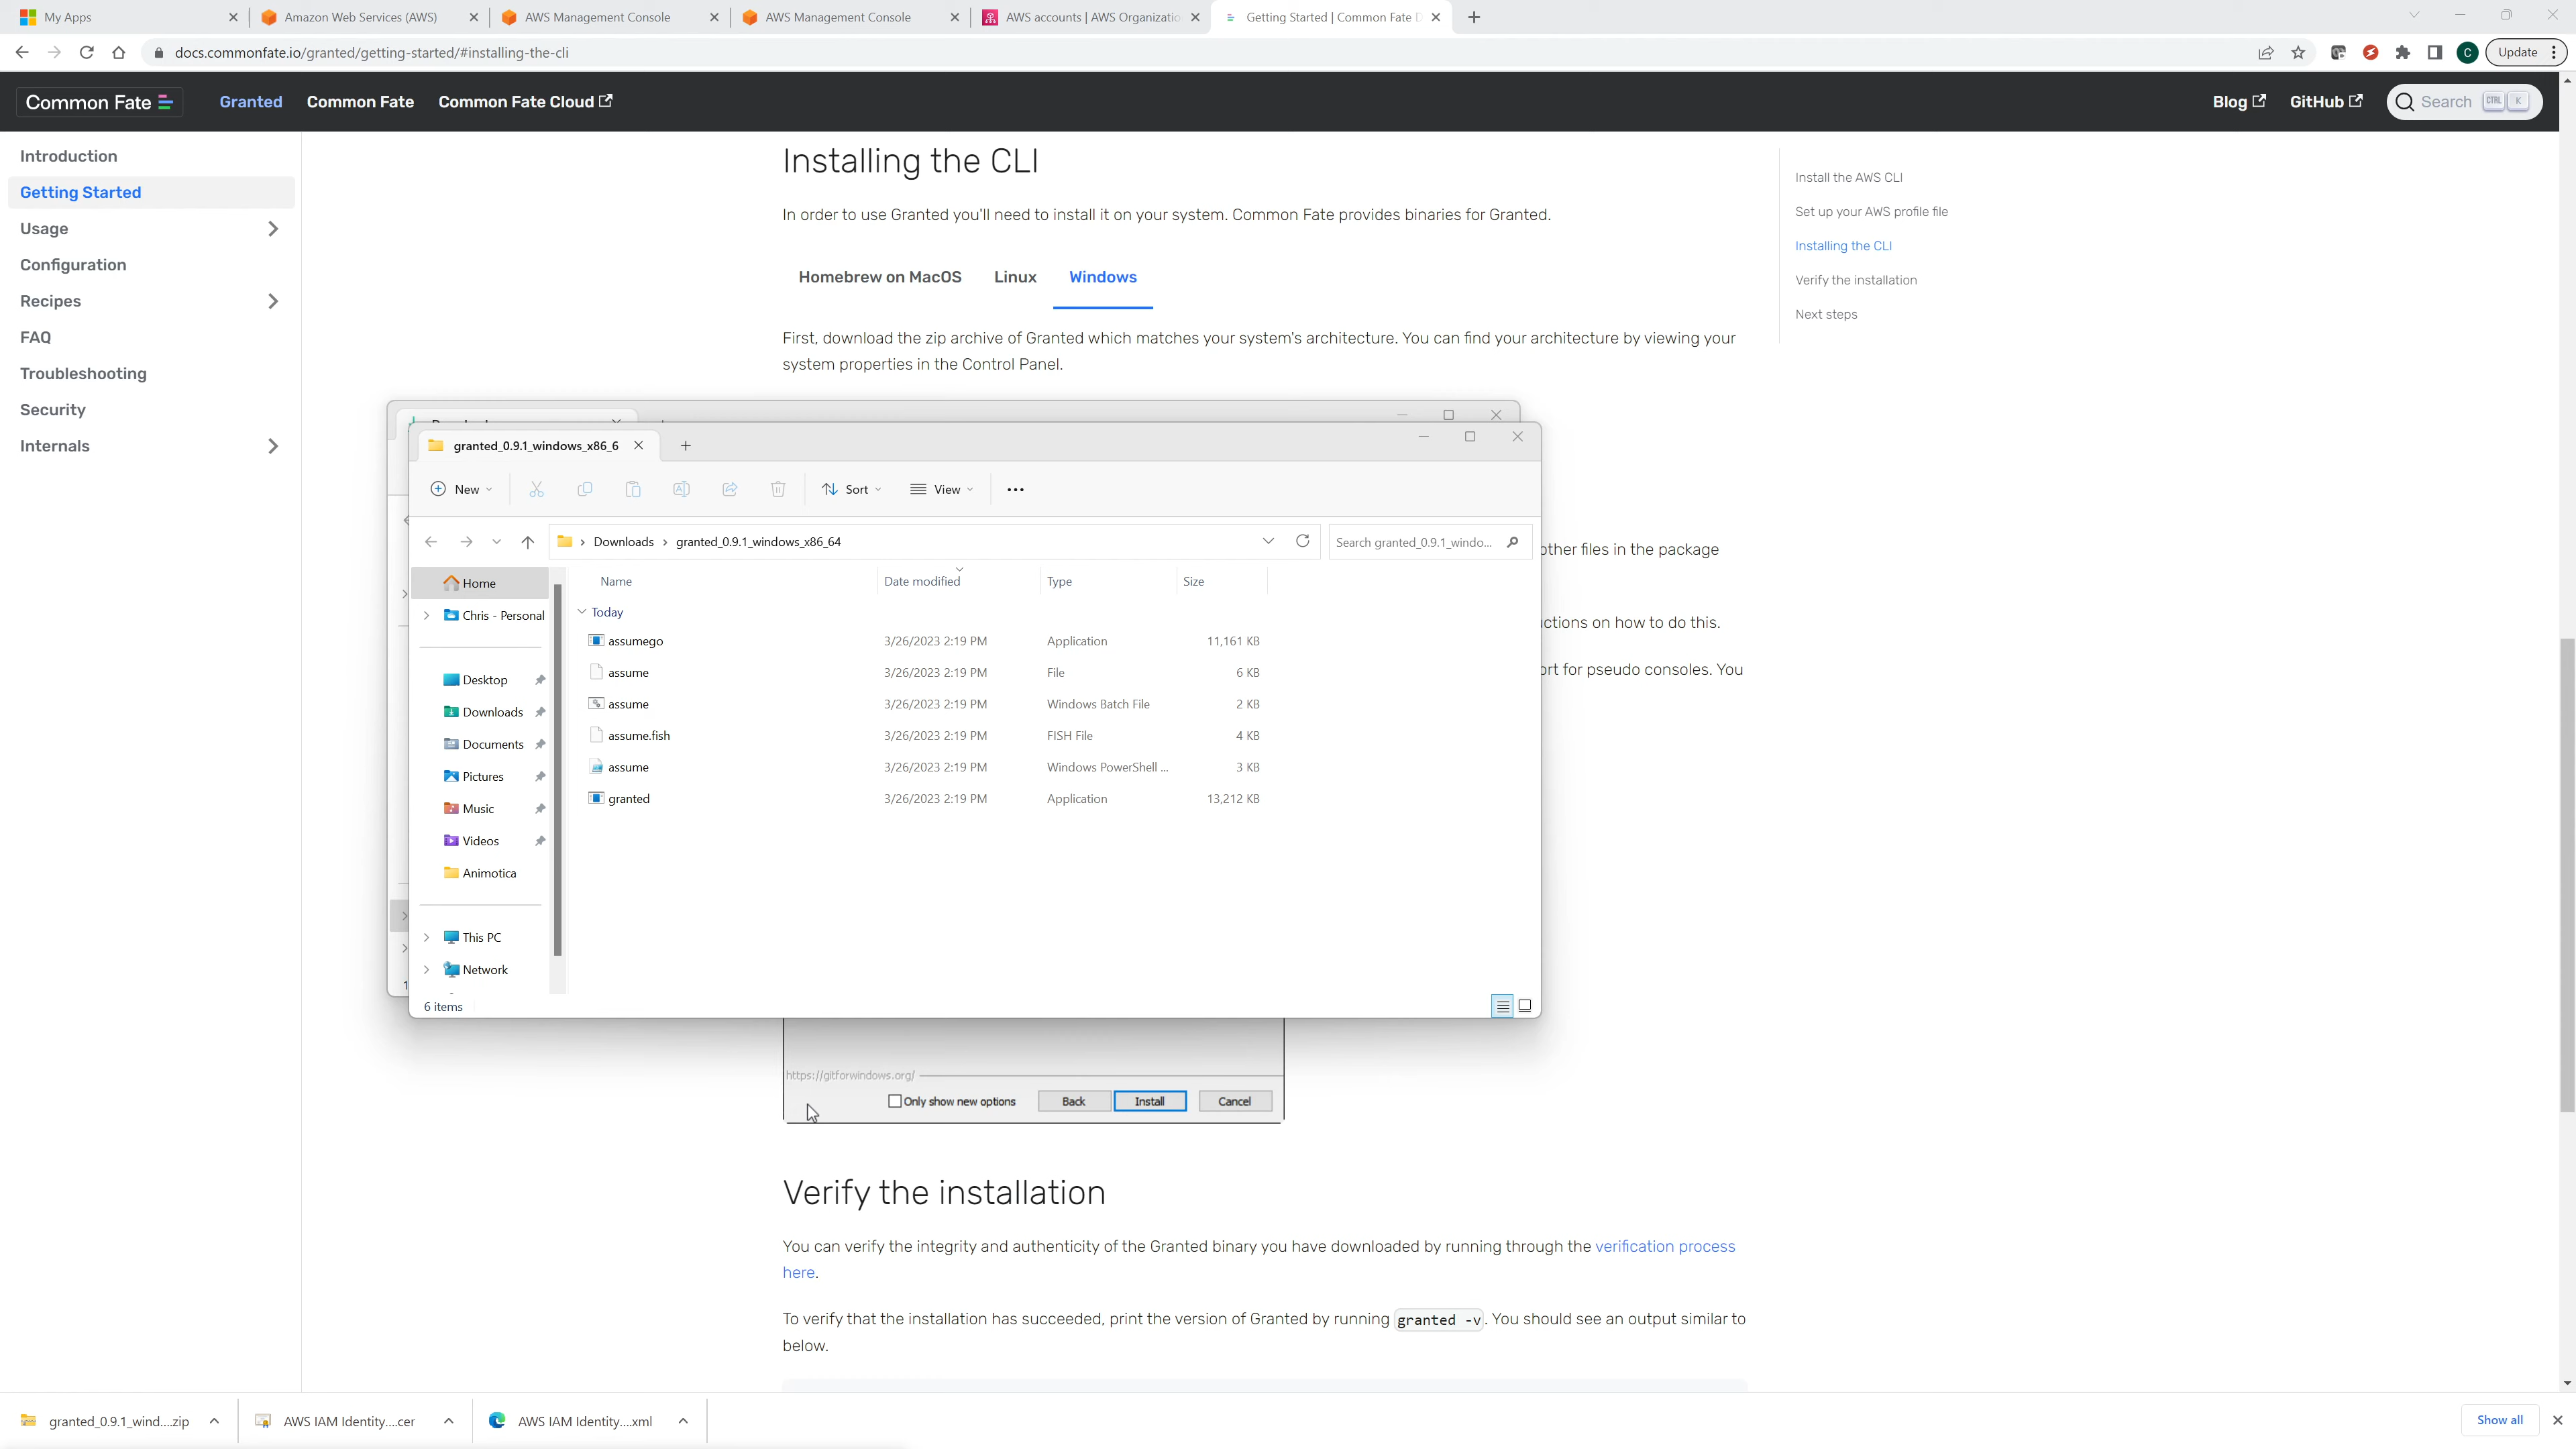 My Apps
Amazon Web Services (AWS)
AWS Management Console
AWS Management Console
AWS accounts | AWS Organizatio
Getting Started | Common Fate D
docs.commonfate.io/granted/getting-started/#installing-the-cli
C
Update
Common Fate
Granted
Common Fate
Common Fate Cloud
Blog
GitHub
Search
CTRL
K
Introduction
Getting Started
Usage
Configuration
Recipes
FAQ
Troubleshooting
Security
Internals
Installing the CLI
In order to use Granted you'll need to install it on your system. Common Fate provides binaries for Granted.
Homebrew on MacOS
Linux
Windows
First, download the zip archive of Granted which matches your system's architecture. You can find your architecture by viewing your
system properties in the Control Panel.
Install the AWS CLI
Set up your AWS profile file
Installing the CLI
Verify the installation
Next steps
granted_0.9.1_windows_x86_6
New
Sort
View
Downloads
granted_0.9.1_windows_x86_64
Search granted_0.9.1_windo...
other files in the package
uctions on how to do this.
ort for pseudo consoles. You
Home
Chris - Personal
Desktop
Downloads
Documents
Pictures
Music
Videos
Animotica
This PC
Network
Name Date modified Type Size
Today
assumego 3/26/2023 2:19 PM Application 11,161 KB
assume 3/26/2023 2:19 PM File 6 KB
assume 3/26/2023 2:19 PM Windows Batch File 2 KB
assume.fish 3/26/2023 2:19 PM FISH File 4 KB
assume 3/26/2023 2:19 PM Windows PowerShell ... 3 KB
granted 3/26/2023 2:19 PM Application 13,212 KB
6 items
https://gitforwindows.org/
Only show new options
Back
Install
Cancel
Verify the installation
You can verify the integrity and authenticity of the Granted binary you have downloaded by running through the verification process
here.
To verify that the installation has succeeded, print the version of Granted by running granted -v. You should see an output similar to
below.
granted_0.9.1_wind....zip
AWS IAM Identity....cer
AWS IAM Identity....xml
Show all